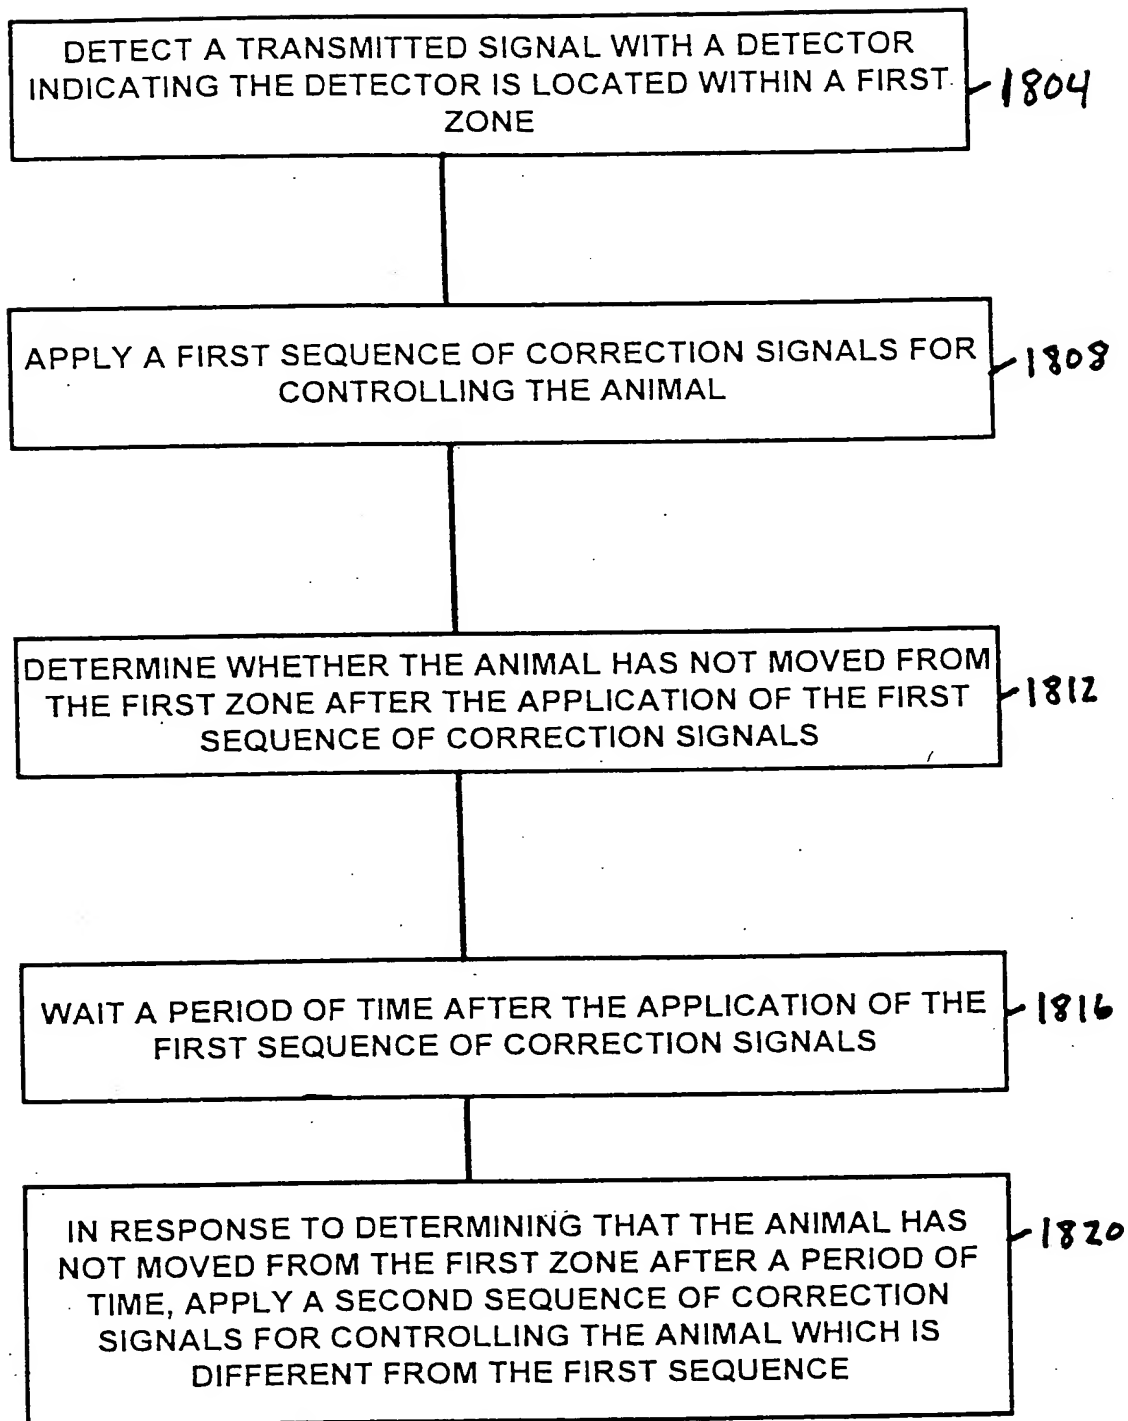 DETECT A TRANSMITTED SIGNAL WITH A DETECTOR
INDICATING THE DETECTOR IS LOCATED WITHIN A FIRST
ZONE
1804
APPLY A FIRST SEQUENCE OF CORRECTION SIGNALS FOR
CONTROLLING THE ANIMAL
1808
DETERMINE WHETHER THE ANIMAL HAS NOT MOVED FROM
THE FIRST ZONE AFTER THE APPLICATION OF THE FIRST
SEQUENCE OF CORRECTION SIGNALS
1812
WAIT A PERIOD OF TIME AFTER THE APPLICATION OF THE
FIRST SEQUENCE OF CORRECTION SIGNALS
1816
IN RESPONSE TO DETERMINING THAT THE ANIMAL HAS
NOT MOVED FROM THE FIRST ZONE AFTER A PERIOD OF
TIME, APPLY A SECOND SEQUENCE OF CORRECTION
SIGNALS FOR CONTROLLING THE ANIMAL WHICH IS
DIFFERENT FROM THE FIRST SEQUENCE
1820